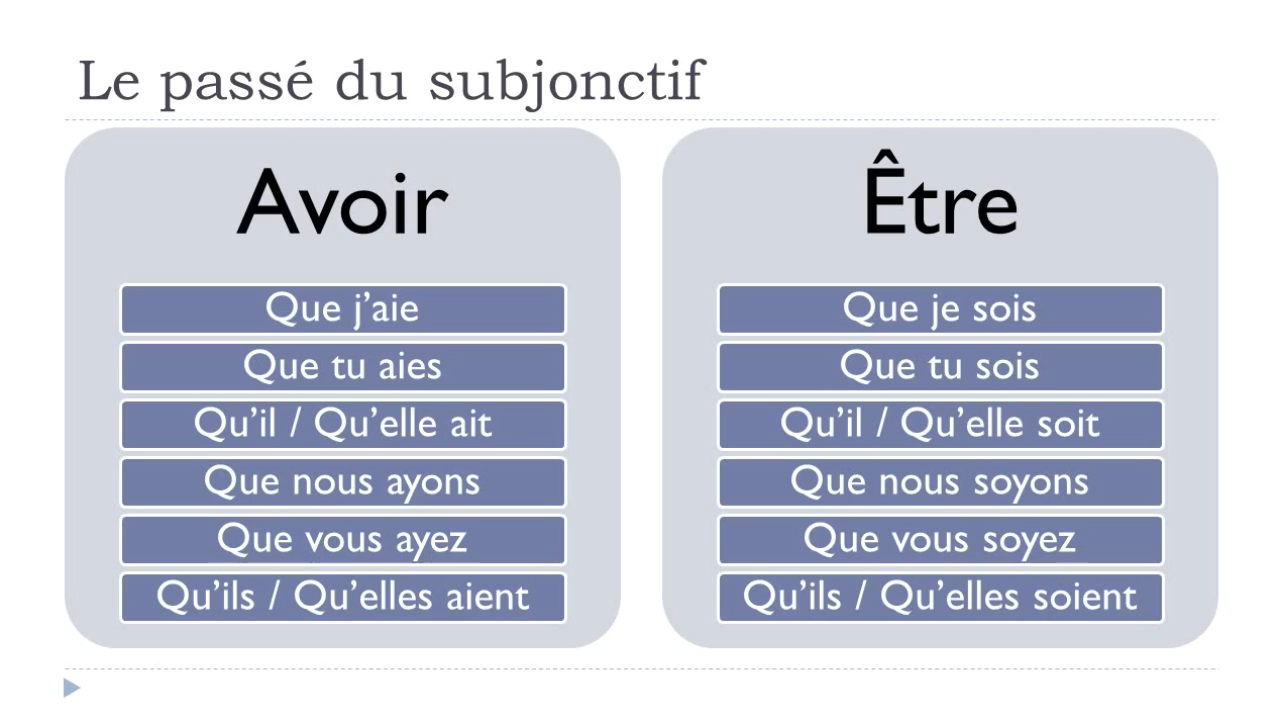 Le passé du subjonctif
Avoir
Que j’aie
Que tu aies
Qu’il / Qu’elle ait
Que nous ayons
Que vous ayez
Qu’ils / Qu’elles aient
Être
Que je sois
Que tu sois
Qu’il / Qu’elle soit
Que nous soyons
Que vous soyez
Qu’ils / Qu’elles soient